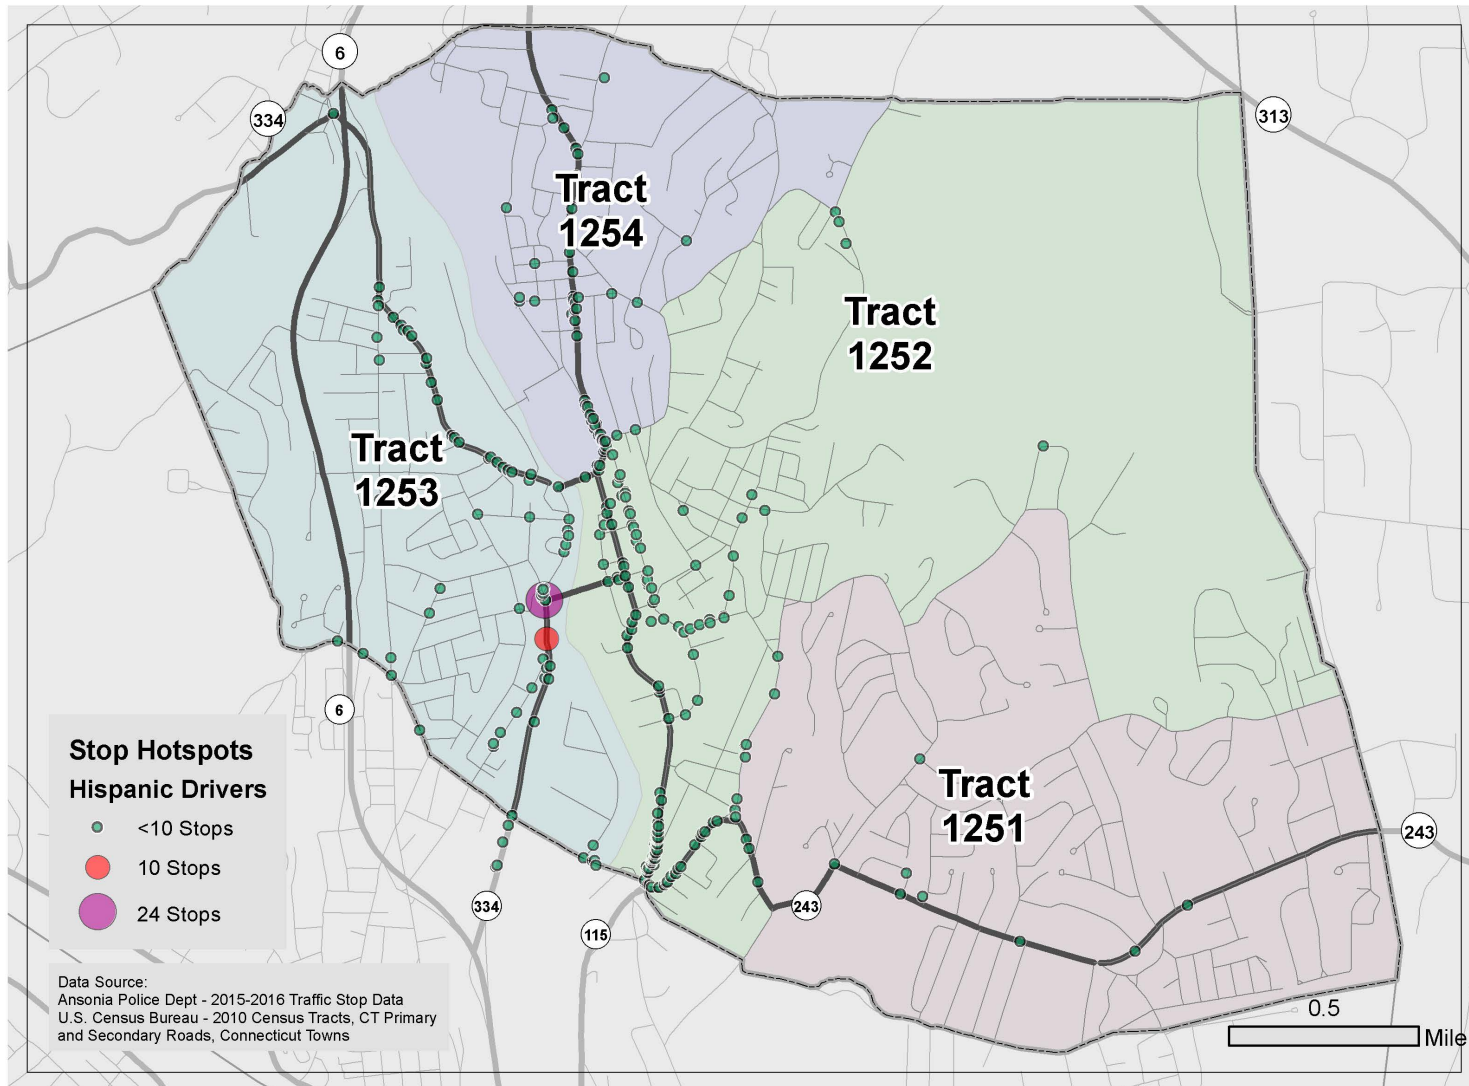 6
334
313
Tract
1254
Tract
1252
Tract
1253
6
Stop Hotspots
Hispanic Drivers
<10 Stops
10 Stops
24 Stops
Tract
1251
243
334
243
115
Data Source:
Ansonia Police Dept - 2015-2016 Traffic Stop Data
U.S. Census Bureau - 2010 Census Tracts, CT Primary
and Secondary Roads, Connecticut Towns
0.5
Mile